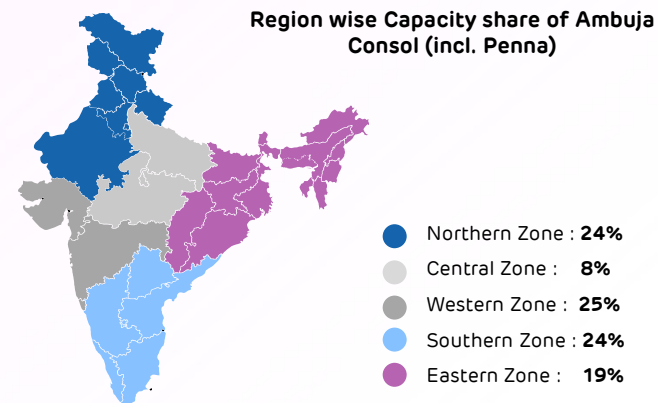 Region wise Capacity share of Ambuja
Consol (incl. Penna)
Northern Zone : 24%
Central Zone : 8%
Western Zone : 25%
Southern Zone : 24%
Eastern Zone : 19%